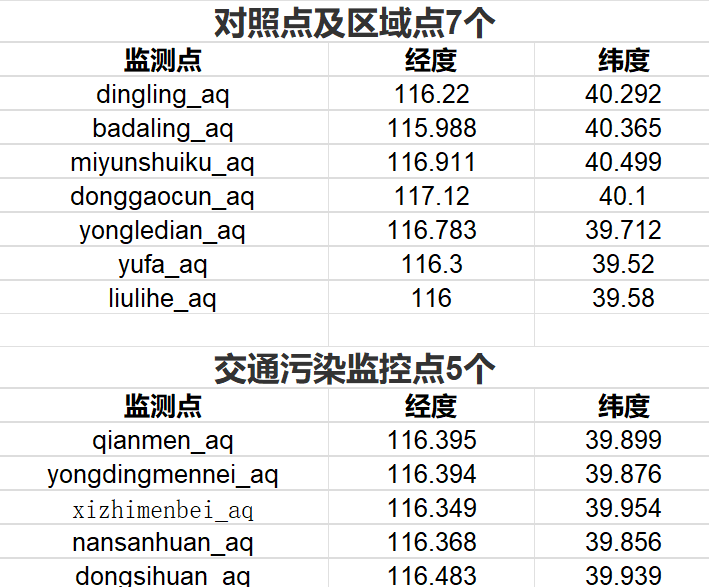 对照点及区域点7个
监测点 经度 纬度
dingling_aq 116.22 40.292
badaling_aq 115.988 40.365
miyunshuiku_aq 116.911 40.499
donggaocun_aq 117.12 40.1
yongledian_aq 116.783 39.712
yufa_aq 116.3 39.52
liulihe_aq 116 39.58
交通污染监控点5个
监测点 经度 纬度
qianmen_aq 116.395 39.899
yongdingmennei_aq 116.394 39.876
xizhimenbei_aq 116.349 39.954
nansanhuan_aq 116.368 39.856
dongsihuan_aq 116.483 39.939